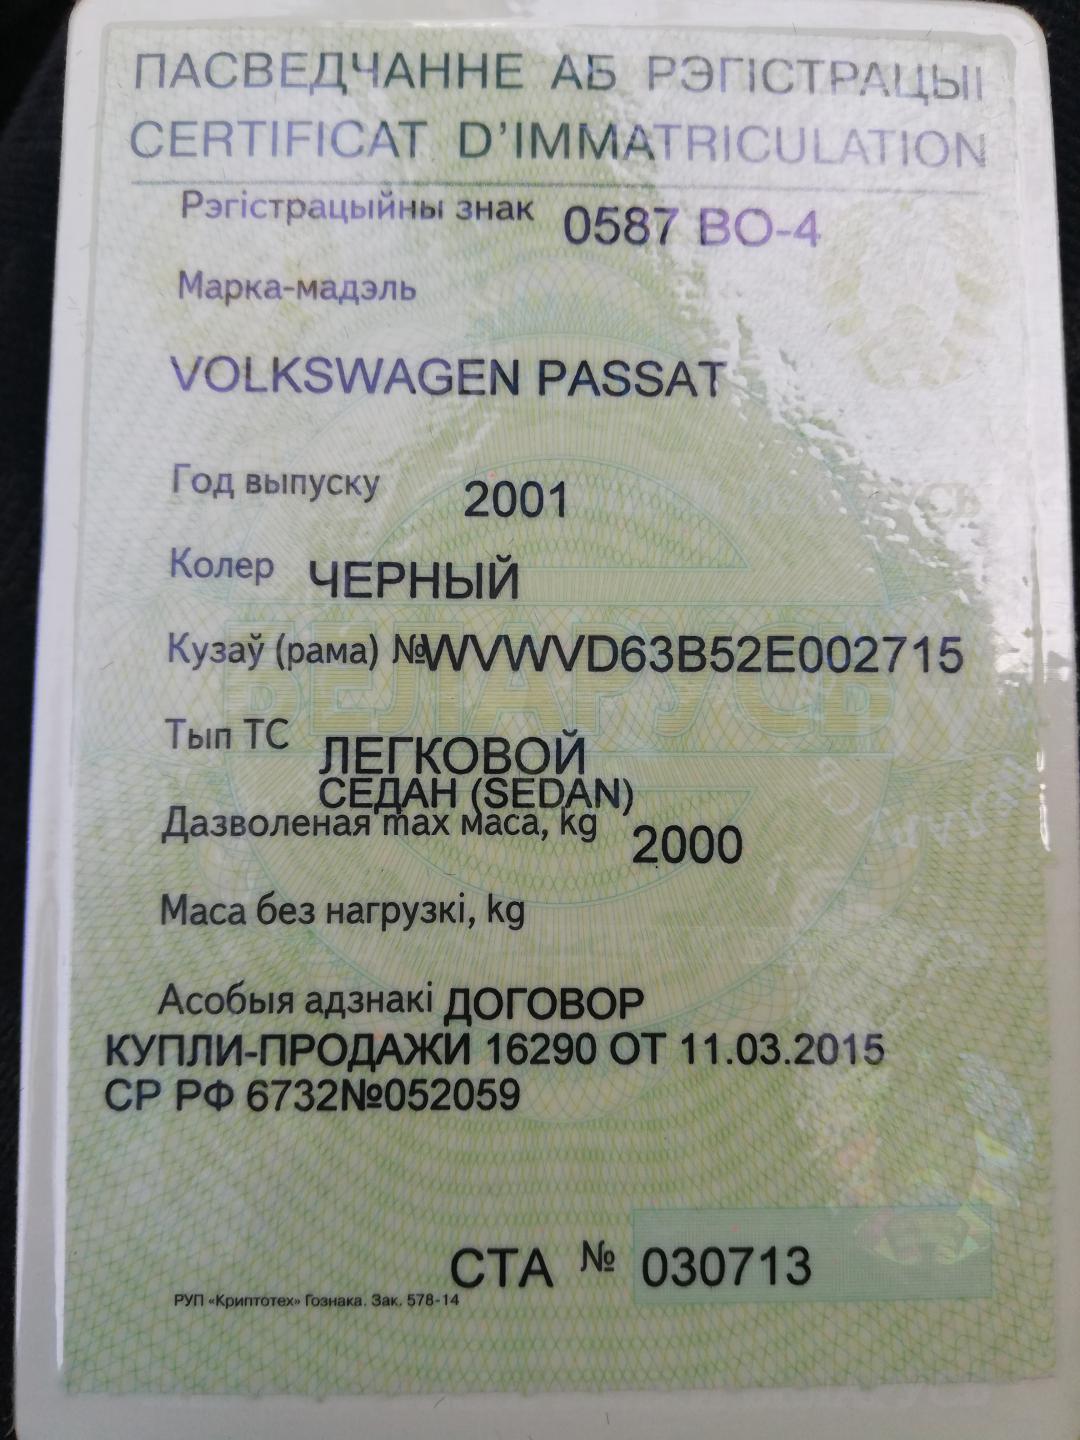 ПАСВЕДЧАННЕ АБ РЭГІСТРАЦЫІ
CERTIFICAT D'IMMATRICULATION
Рэгістрацыйны знак 0587 BO-4
Марка-мадэль
VOLKSWAGEN PASSAT
Год выпуску 2001
Колер ЧЕРНЫЙ
Кузаў (рама) №WVWVD63B52E002715
БЕЛАРУСЬ
Тып ТС ЛЕГКОВОЙ
СЕДАН (SEDAN)
Дазволеная max маса, kg 2000
Маса без нагрузкі, kg
Асобыя адзнакі ДОГОВОР
КУПЛИ-ПРОДАЖИ 16290 ОТ 11.03.2015
СР РФ 6732№052059
СТА № 030713
РУП «Криптотех» Гознака. Зак. 578-14